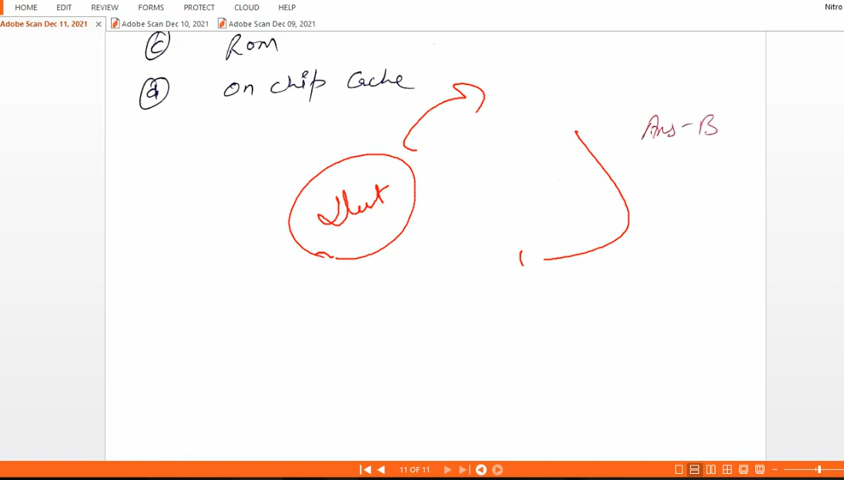 HOME EDIT REVIEW FORMS PROTECT CLOUD HELP Nitro
Adobe Scan Dec 11, 2021 × Adobe Scan Dec 10, 2021 Adobe Scan Dec 09, 2021
(c) Rom
(d) on chip Cache
Ans - B
11 OF 11